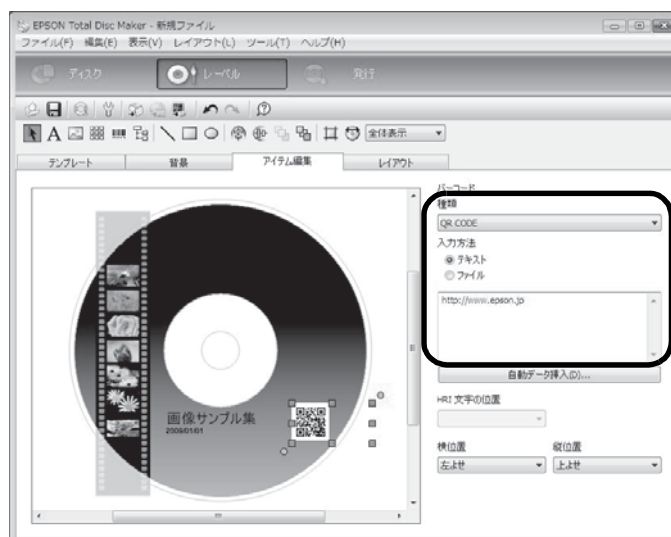 EPSON Total Disc Maker - 新規ファイル
ファイル(F) 編集(E) 表示(V) レイアウト(L) ツール(T) ヘルプ(H)
ディスク レーベル 発行
A 全体表示
テンプレート 背景 アイテム編集 レイアウト
バーコード
種類
QR CODE
入力方法
テキスト
ファイル
http://www.epson.jp
自動データ挿入(D)...
HRI 文字の位置
画像サンプル集
2009/01/01
横位置 縦位置
左よせ 上よせ